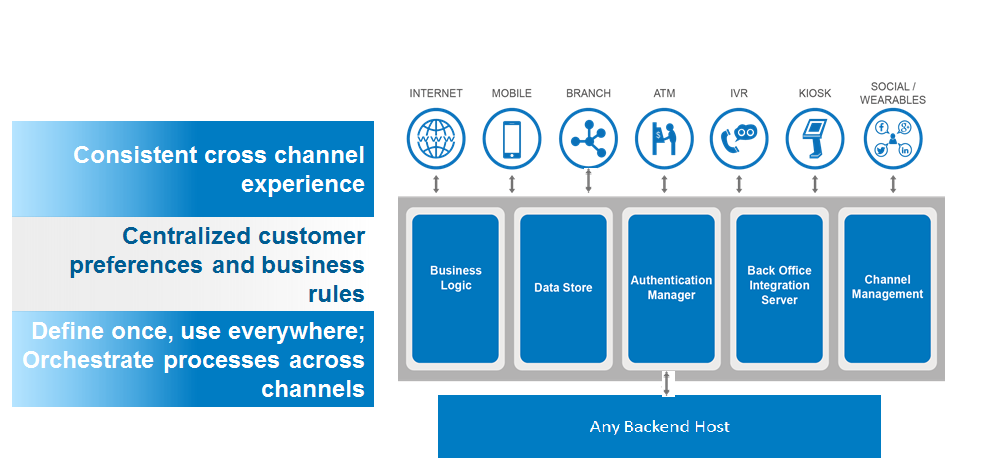 Consistent cross channel
experience
Centralized customer
preferences and business
rules
Define once, use everywhere;
Orchestrate processes across
channels
INTERNET
MOBILE
BRANCH
ATM
IVR
KIOSK
SOCIAL /
WEARABLES
$
f
g+
in
Business
Logic
Data Store
Authentication
Manager
Back Office
Integration
Server
Channel
Management
Any Backend Host